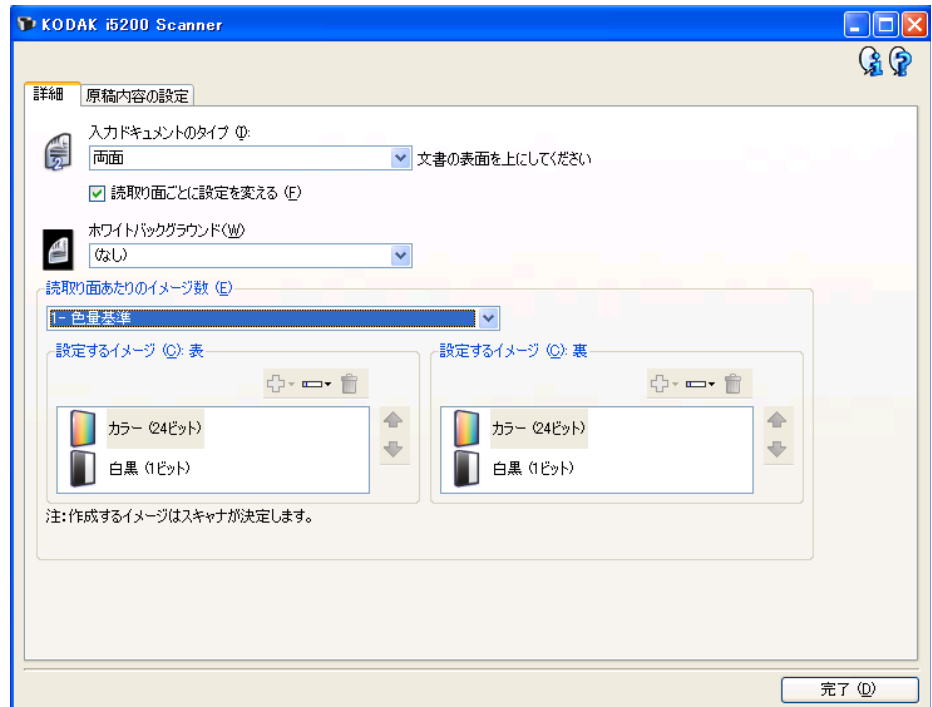 KODAK i5200 Scanner
詳細
原稿内容の設定
入力ドキュメントのタイプ (I):
両面
文書の表面を上にしてください
読取り面ごとに設定を変える (F)
ホワイトバックグラウンド(W)
(なし)
読取り面あたりのイメージ数 (E)
1- 色量基準
設定するイメージ (C): 表
設定するイメージ (C): 裏
カラー (24ビット)
白黒 (1ビット)
カラー (24ビット)
白黒 (1ビット)
注:作成するイメージはスキャナが決定します。
完了 (D)